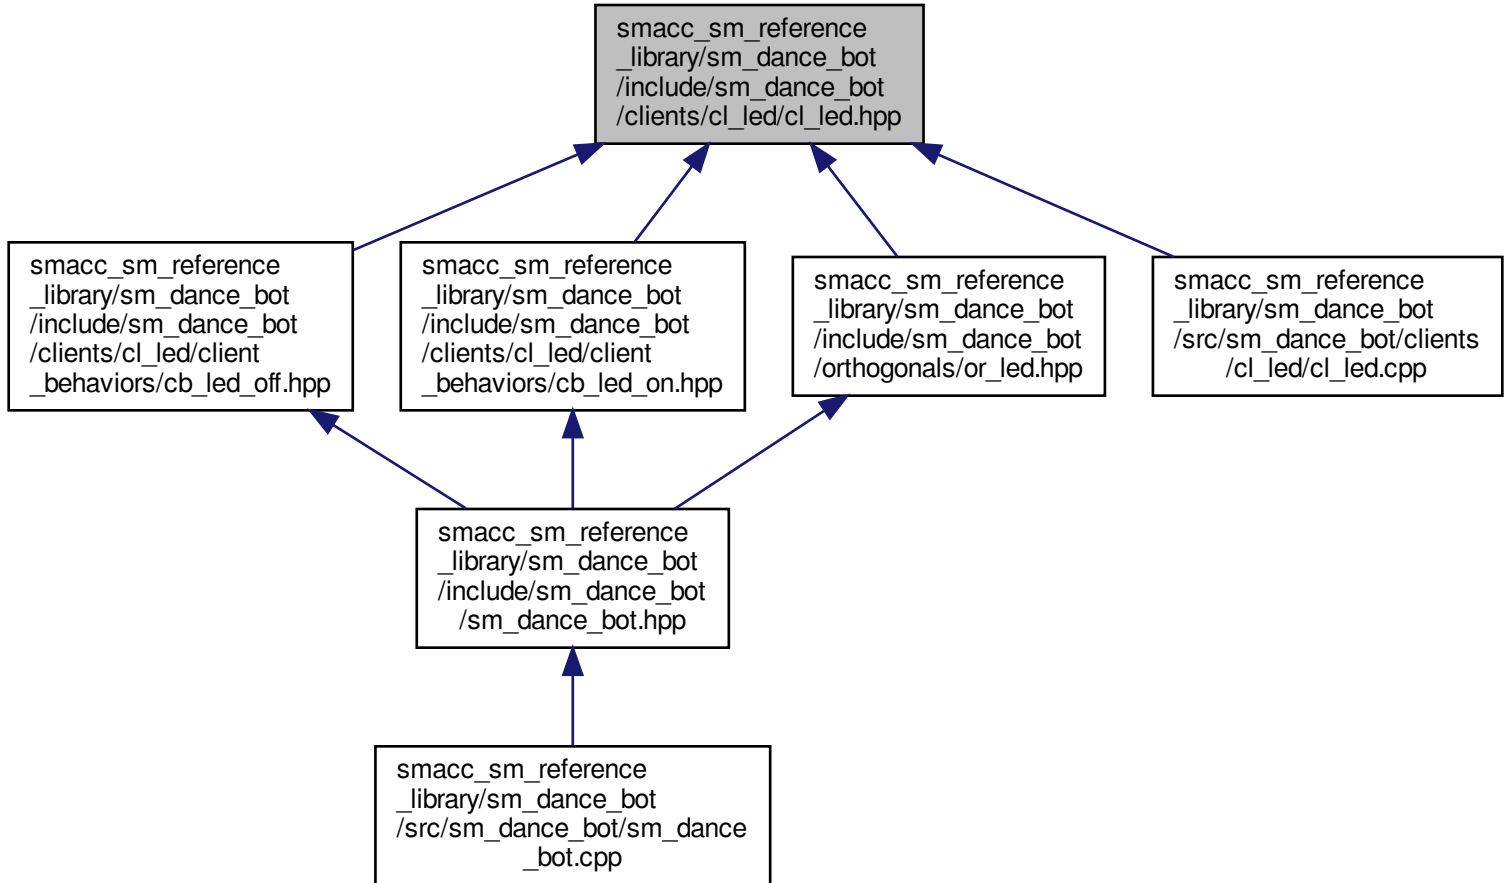 smacc_sm_reference
_library/sm_dance_bot
/include/sm_dance_bot
/clients/cl_led/cl_led.hpp
smacc_sm_reference
_library/sm_dance_bot
/include/sm_dance_bot
/clients/cl_led/client
_behaviors/cb_led_off.hpp
smacc_sm_reference
_library/sm_dance_bot
/include/sm_dance_bot
/clients/cl_led/client
_behaviors/cb_led_on.hpp
smacc_sm_reference
_library/sm_dance_bot
/include/sm_dance_bot
/orthogonals/or_led.hpp
smacc_sm_reference
_library/sm_dance_bot
/src/sm_dance_bot/clients
/cl_led/cl_led.cpp
smacc_sm_reference
_library/sm_dance_bot
/include/sm_dance_bot
/sm_dance_bot.hpp
smacc_sm_reference
_library/sm_dance_bot
/src/sm_dance_bot/sm_dance
_bot.cpp